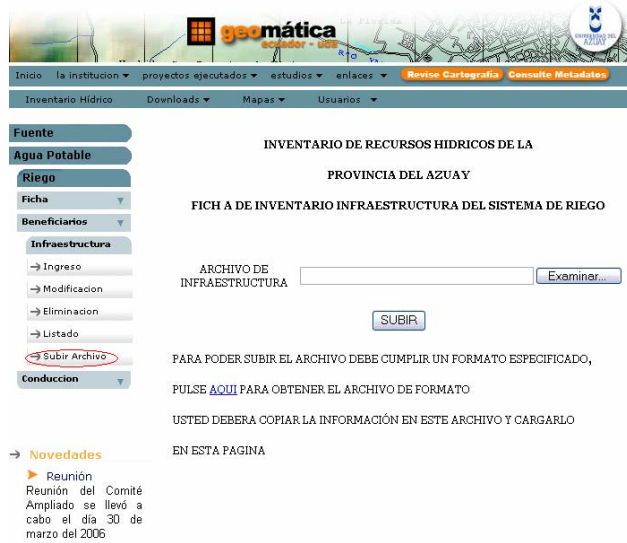 La Florida
geomática
ecuador - uda
UNIVERSIDAD DEL
AZUAY
Inicio la institucion proyectos ejecutados estudios enlaces Revise Cartografía Consulte Metadatos
Inventario Hídrico Downloads Mapas Usuarios
Fuente
Agua Potable
Riego
Ficha
Beneficiarios
Infraestructura
Ingreso
Modificacion
Eliminacion
Listado
Subir Archivo
Conduccion
Novedades
Reunión
Reunión del Comité
Ampliado se llevó a
cabo el día 30 de
marzo del 2006
INVENTARIO DE RECURSOS HIDRICOS DE LA
PROVINCIA DEL AZUAY
FICH A DE INVENTARIO INFRAESTRUCTURA DEL SISTEMA DE RIEGO
ARCHIVO DE
INFRAESTRUCTURA
Examinar...
SUBIR
PARA PODER SUBIR EL ARCHIVO DEBE CUMPLIR UN FORMATO ESPECIFICADO,
PULSE AQUI PARA OBTENER EL ARCHIVO DE FORMATO
USTED DEBERA COPIAR LA INFORMACIÓN EN ESTE ARCHIVO Y CARGARLO
EN ESTA PAGINA